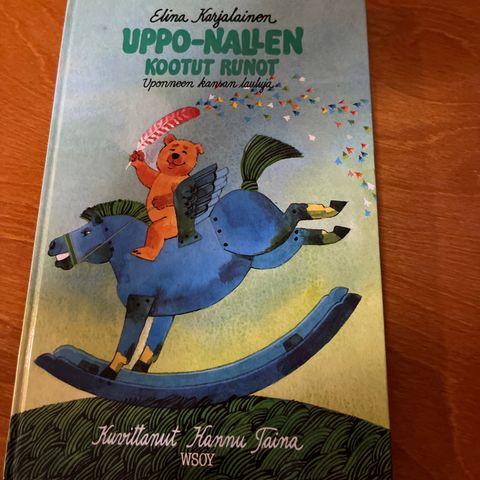 Elina Karjalainen
UPPO-NALLEN
KOOTUT RUNOT
Uponneen kansan lauluja
Kuvittanut Hannu Taina
WSOY